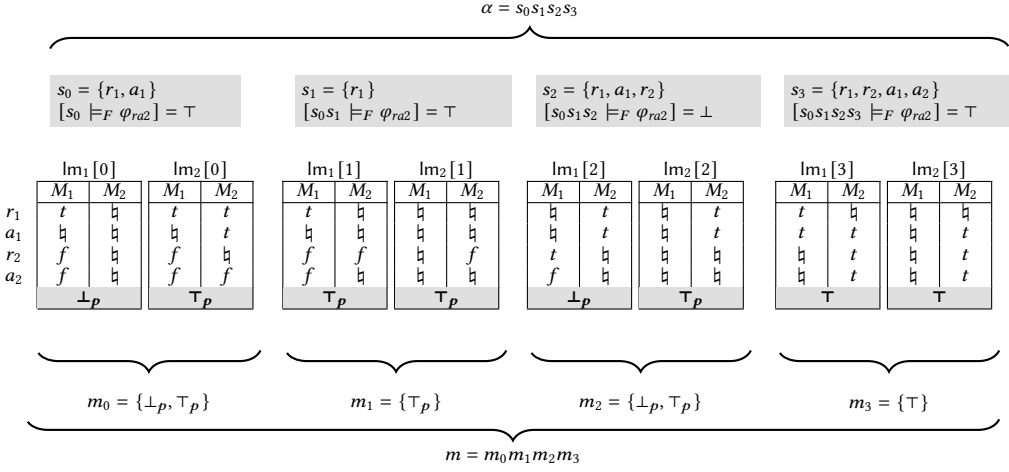 α = s₀s₁s₂s₃
s₀ = {r₁, a₁}
[s₀ ⊨F φra2] = ⊤
s₁ = {r₁}
[s₀s₁ ⊨F φra2] = ⊤
s₂ = {r₁, a₁, r₂}
[s₀s₁s₂ ⊨F φra2] = ⊥
s₃ = {r₁, r₂, a₁, a₂}
[s₀s₁s₂s₃ ⊨F φra2] = ⊤
lm₁[0] lm₂[0] lm₁[1] lm₂[1] lm₁[2] lm₂[2] lm₁[3] lm₂[3]
M₁ M₂ M₁ M₂ M₁ M₂ M₁ M₂ M₁ M₂ M₁ M₂ M₁ M₂ M₁ M₂
r₁ t ♮ t t t ♮ ♮ ♮ ♮ t ♮ t t ♮ ♮ ♮
a₁ ♮ ♮ ♮ t ♮ ♮ ♮ ♮ ♮ t ♮ t t t ♮ t
r₂ f ♮ f ♮ f f ♮ f t ♮ ♮ ♮ ♮ t ♮ t
a₂ f ♮ f f f ♮ ♮ ♮ f ♮ ♮ ♮ ♮ t ♮ t
⊥p ⊤p ⊤p ⊤p ⊥p ⊤p ⊤ ⊤
m₀ = {⊥p, ⊤p} m₁ = {⊤p} m₂ = {⊥p, ⊤p} m₃ = {⊤}
m = m₀m₁m₂m₃